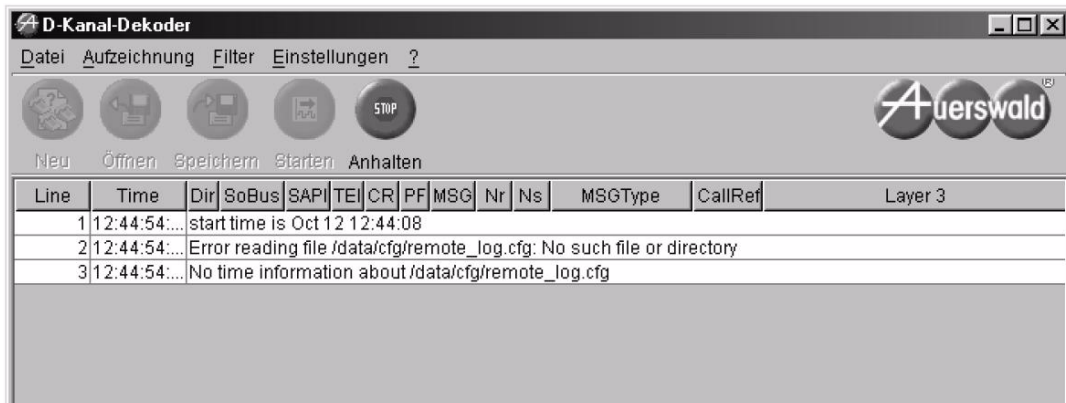 D-Kanal-Dekoder
Datei Aufzeichnung Filter Einstellungen ?
STOP
Auerswald
Neu Öffnen Speichern Starten Anhalten
Line Time Dir SoBus SAPI TEI CR PF MSG Nr Ns MSGType CallRef Layer 3
1 12:44:54:... start time is Oct 12 12:44:08
2 12:44:54:... Error reading file /data/cfg/remote_log.cfg: No such file or directory
3 12:44:54:... No time information about /data/cfg/remote_log.cfg